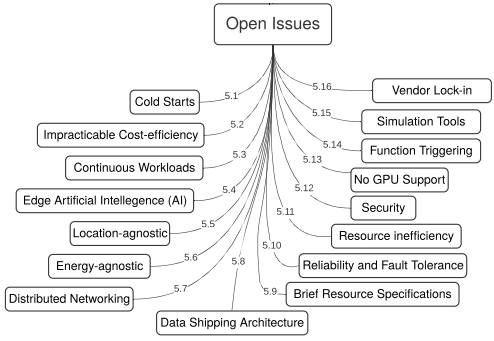 Open Issues
5.1
Cold Starts
5.2
Impracticable Cost-efficiency
5.3
Continuous Workloads
5.4
Edge Artificial Intellegence (AI)
5.5
Location-agnostic
5.6
Energy-agnostic
5.7
Distributed Networking
5.8
Data Shipping Architecture
5.9
Brief Resource Specifications
5.10
Reliability and Fault Tolerance
5.11
Resource inefficiency
5.12
Security
5.13
No GPU Support
5.14
Function Triggering
5.15
Simulation Tools
5.16
Vendor Lock-in